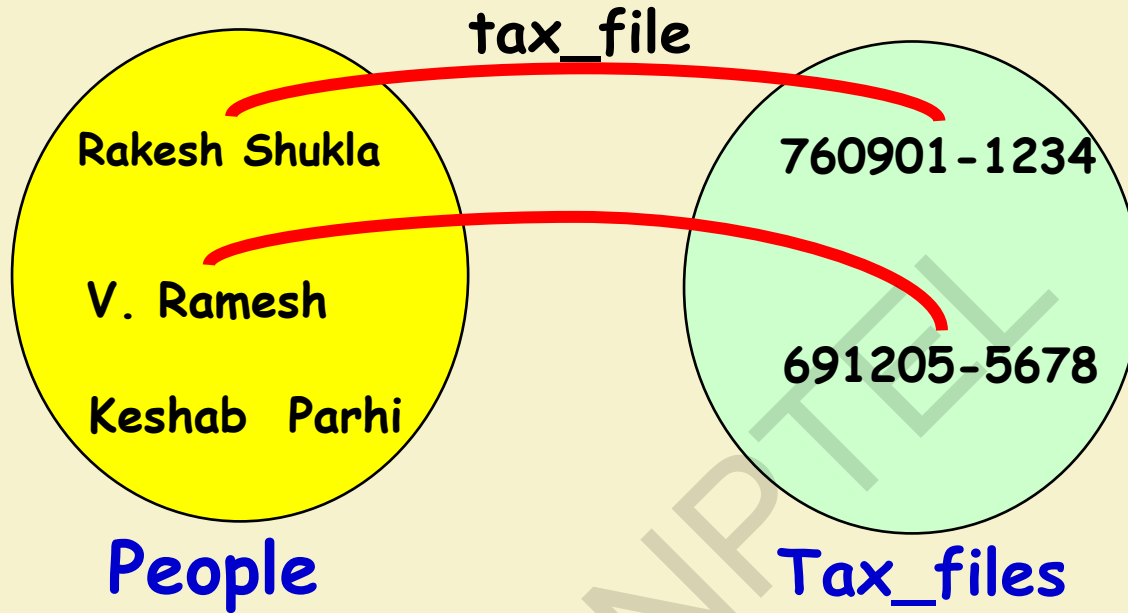 tax_file
Rakesh Shukla
760901-1234
V. Ramesh
691205-5678
Keshab Parhi
People
Tax_files
NPTEL